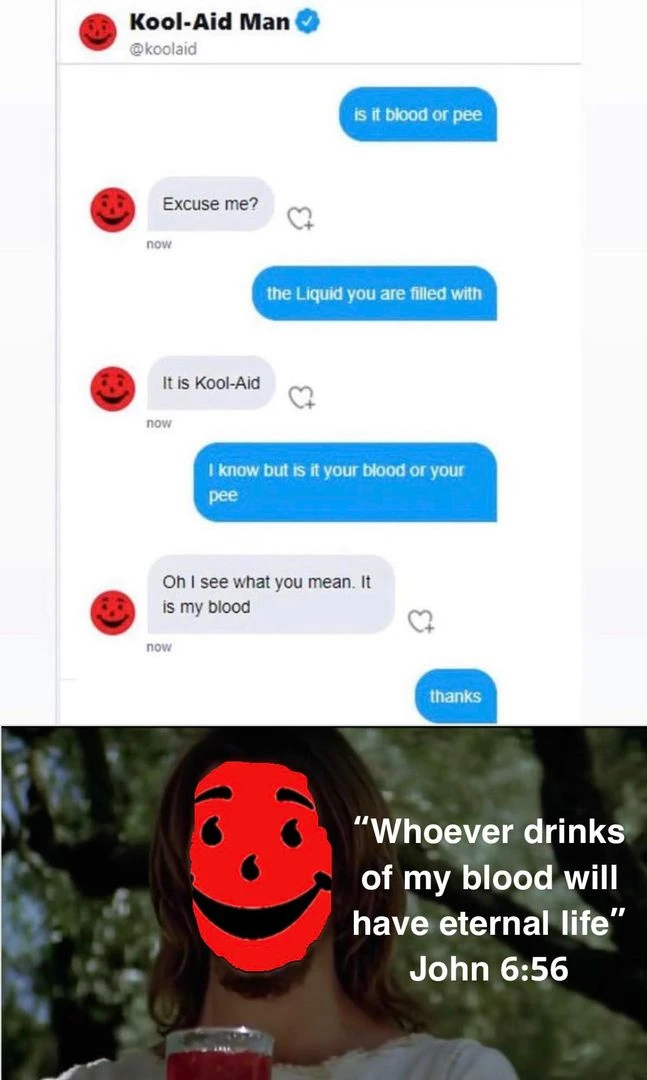 Kool-Aid Man
@koolaid
is it blood or pee
Excuse me?
now
the Liquid you are filled with
It is Kool-Aid
now
I know but is it your blood or your
pee
Oh I see what you mean. It
is my blood
now
thanks
“Whoever drinks
of my blood will
have eternal life”
John 6:56